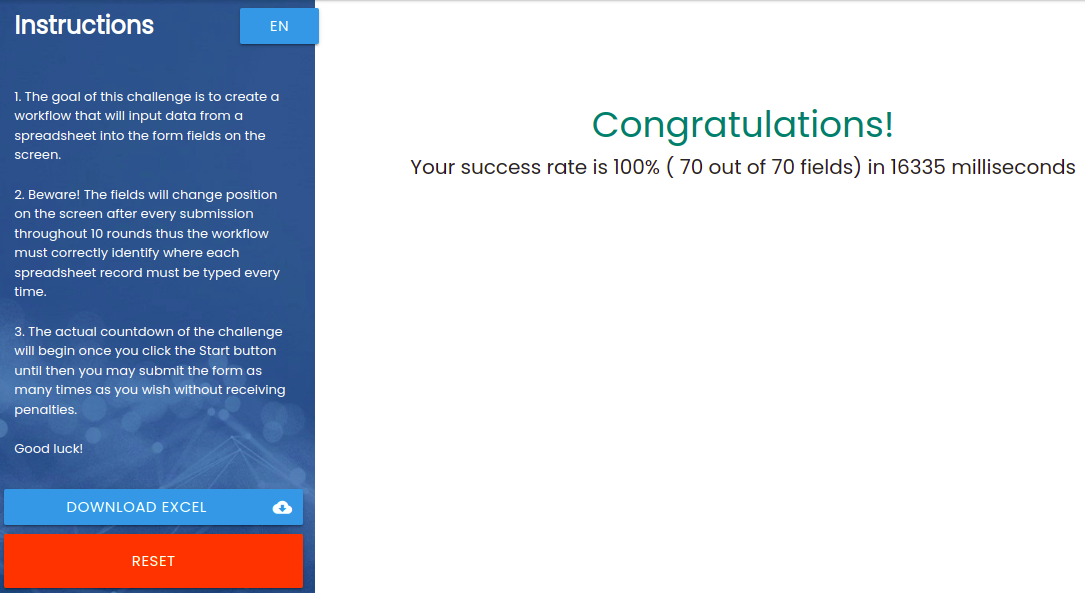 Instructions
EN
1. The goal of this challenge is to create a
workflow that will input data from a
spreadsheet into the form fields on the
screen.
2. Beware! The fields will change position
on the screen after every submission
throughout 10 rounds thus the workflow
must correctly identify where each
spreadsheet record must be typed every
time.
3. The actual countdown of the challenge
will begin once you click the Start button
until then you may submit the form as
many times as you wish without receiving
penalties.
Good luck!
DOWNLOAD EXCEL
RESET
Congratulations!
Your success rate is 100% ( 70 out of 70 fields) in 16335 milliseconds